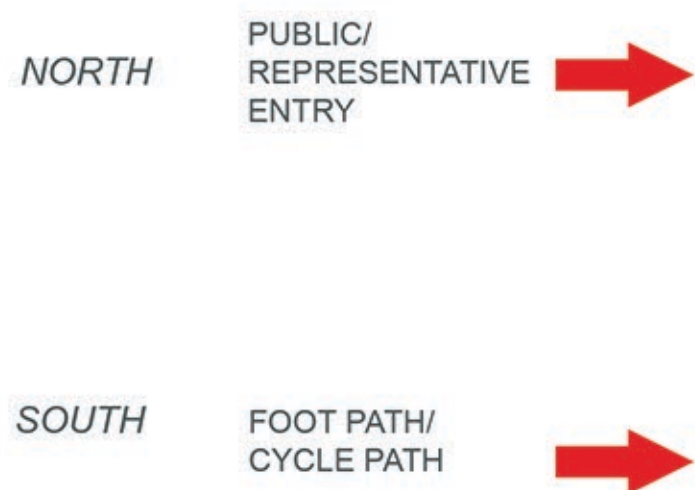 NORTH
PUBLIC/
REPRESENTATIVE
ENTRY
SOUTH
FOOT PATH/
CYCLE PATH